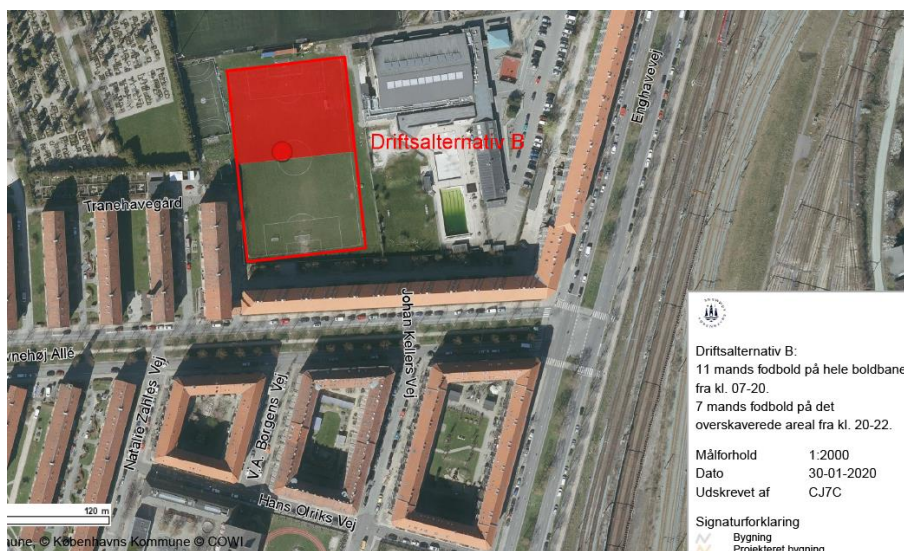 Enghavevej
Driftsalternativ B
Tranehavegård
vnehøj Allé
Johan Kellers Vej
Natalie Zahles Vej
V.A. Borgens Vej
Hans Olriks Vej
120 m
une, © Københavns Kommune © COWI
Driftsalternativ B:
11 mands fodbold på hele boldbane
fra kl. 07-20.
7 mands fodbold på det
overskaverede areal fra kl. 20-22.
Målforhold 1:2000
Dato 30-01-2020
Udskrevet af CJ7C
Signaturforklaring
Bygning
Projekteret bygning